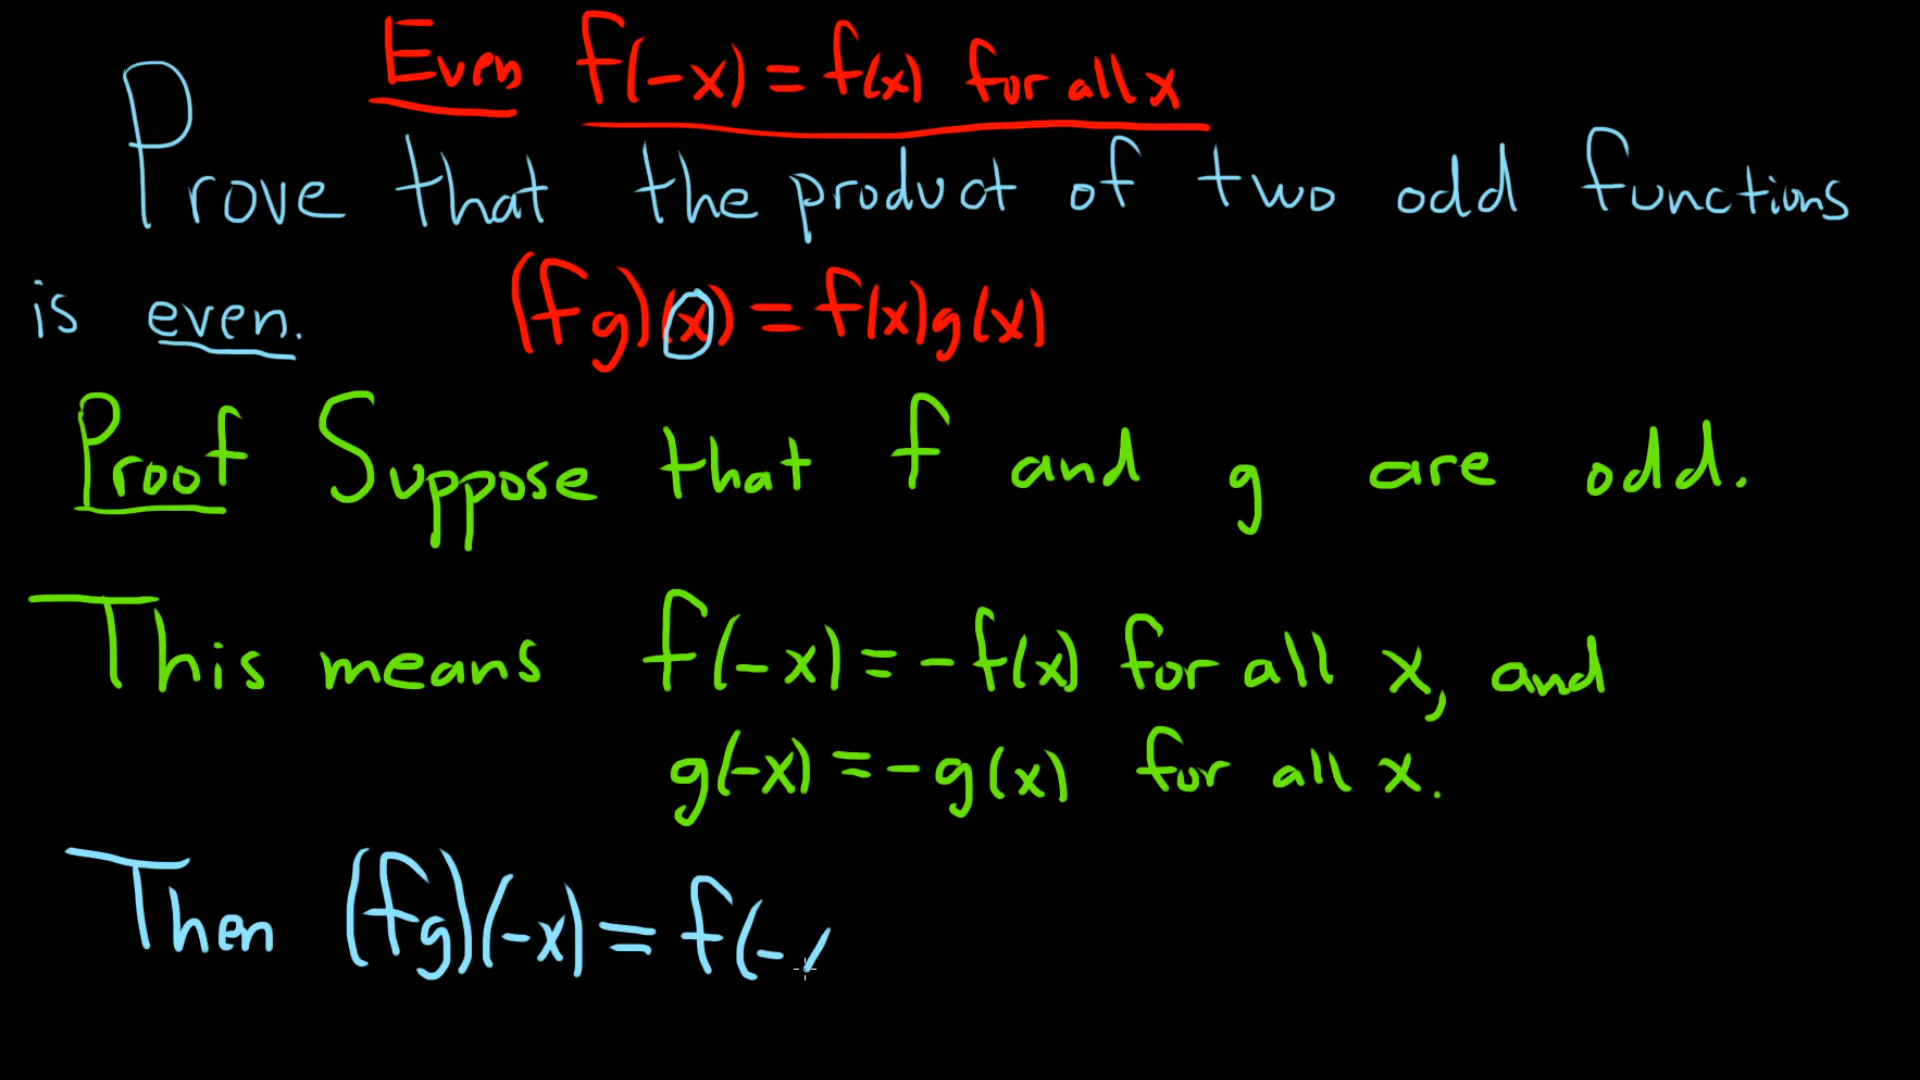 Even f(-x) = f(x) for all x
Prove that the product of two odd functions
is even. (fg)(x) = f(x)g(x)
Proof Suppose that f and g are odd.
This means f(-x) = -f(x) for all x, and
g(-x) = -g(x) for all x.
Then (fg)(-x) = f(-